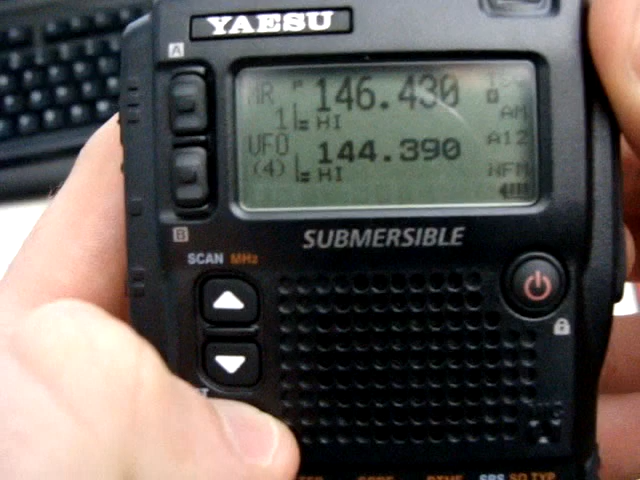 YAESU
A
MR P 146.430
1 HI AM
VFO 144.390 A12
(4) HI NFM
B
SUBMERSIBLE
SCAN MHz